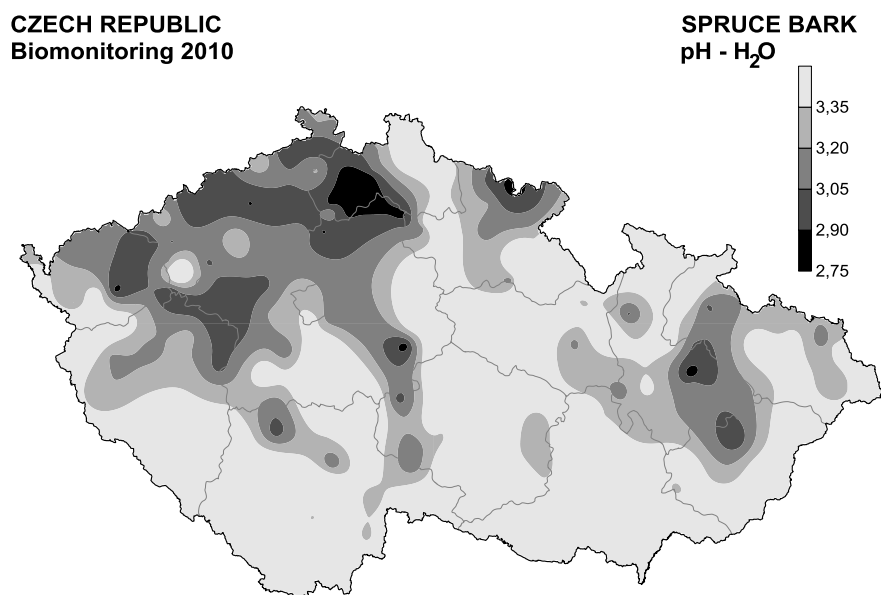 CZECH REPUBLIC
Biomonitoring 2010
SPRUCE BARK
pH - H2O
3,35
3,20
3,05
2,90
2,75